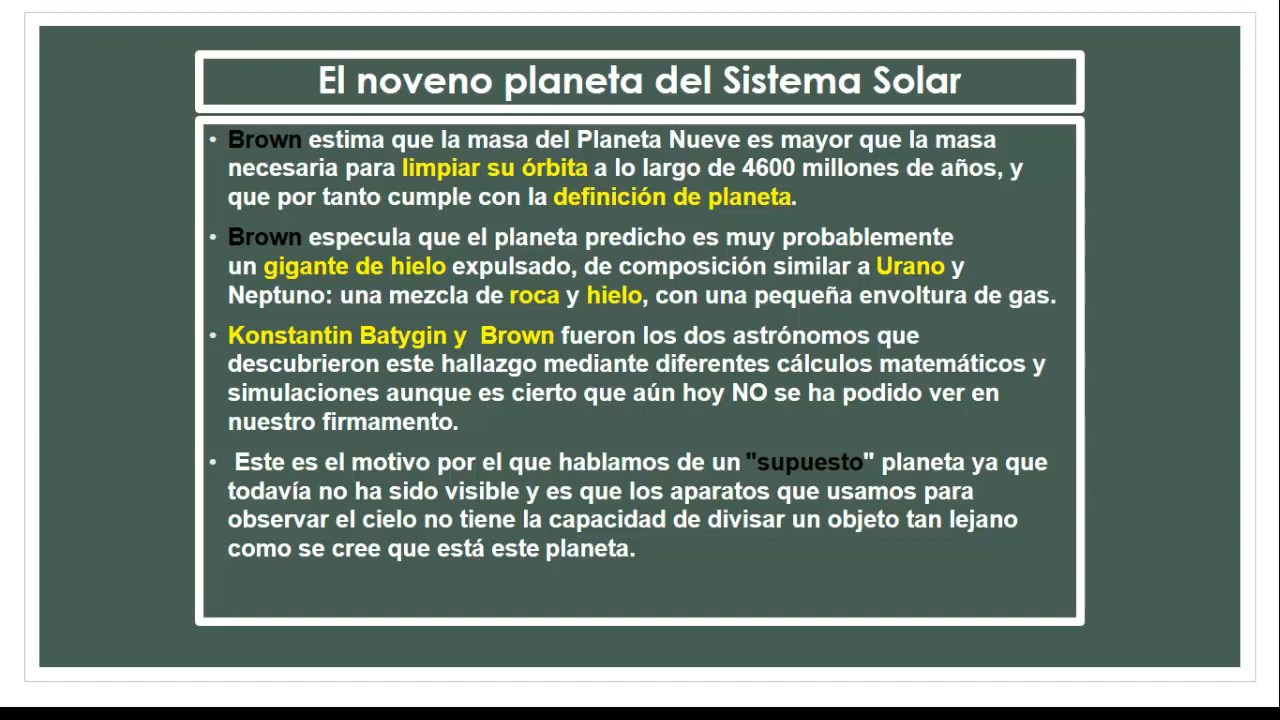 El noveno planeta del Sistema Solar
• Brown estima que la masa del Planeta Nueve es mayor que la masa
necesaria para limpiar su órbita a lo largo de 4600 millones de años, y
que por tanto cumple con la definición de planeta.
• Brown especula que el planeta predicho es muy probablemente
un gigante de hielo expulsado, de composición similar a Urano y
Neptuno: una mezcla de roca y hielo, con una pequeña envoltura de gas.
• Konstantin Batygin y Brown fueron los dos astrónomos que
descubrieron este hallazgo mediante diferentes cálculos matemáticos y
simulaciones aunque es cierto que aún hoy NO se ha podido ver en
nuestro firmamento.
• Este es el motivo por el que hablamos de un "supuesto" planeta ya que
todavía no ha sido visible y es que los aparatos que usamos para
observar el cielo no tiene la capacidad de divisar un objeto tan lejano
como se cree que está este planeta.